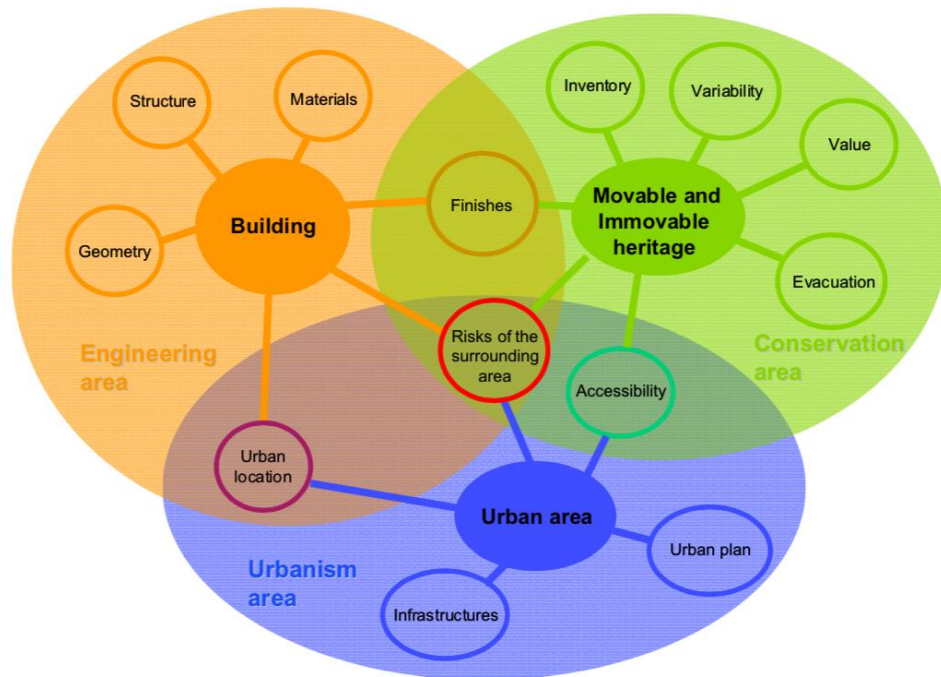 Structure
Materials
Inventory
Variability
Value
Building
Finishes
Movable and
Immovable
heritage
Geometry
Evacuation
Engineering
area
Risks of the
surrounding
area
Conservation
area
Accessibility
Urban
location
Urban area
Urban plan
Urbanism
area
Infrastructures